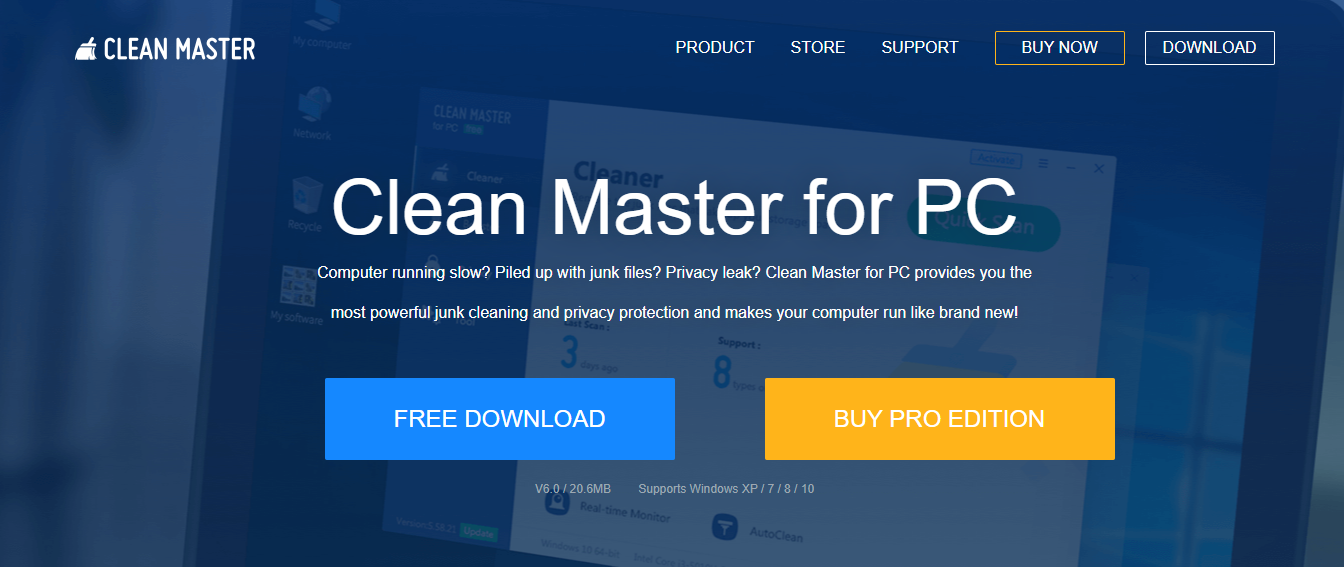 CLEAN MASTER
PRODUCT
STORE
SUPPORT
BUY NOW
DOWNLOAD
My computer
Network
Recycle
My software
CLEAN MASTER
for PC
Cleaner
Activate
Cleaner
Quick Scan
Clean Master for PC
Computer running slow? Piled up with junk files? Privacy leak? Clean Master for PC provides you the
most powerful junk cleaning and privacy protection and makes your computer run like brand new!
Tool
Last Scan :
3 days ago
Support :
8 types
FREE DOWNLOAD
BUY PRO EDITION
V6.0 / 20.6MB
Supports Windows XP / 7 / 8 / 10
Real-time Monitor
AutoClean
Version:5.58.21
Update
Windows 10 64-bit